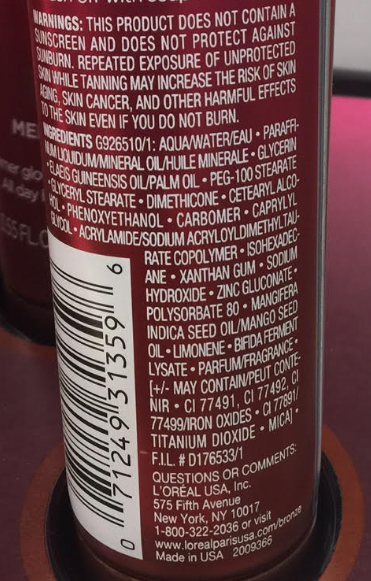 WARNINGS: THIS PRODUCT DOES NOT CONTAIN A
SUNSCREEN AND DOES NOT PROTECT AGAINST
SUNBURN. REPEATED EXPOSURE OF UNPROTECTED
SKIN WHILE TANNING MAY INCREASE THE RISK OF SKIN
AGING, SKIN CANCER, AND OTHER HARMFUL EFFECTS
TO THE SKIN EVEN IF YOU DO NOT BURN.
INGREDIENTS G926510/1: AQUA/WATER/EAU • PARAFFI-
NUM LIQUIDUM/MINERAL OIL/HUILE MINERALE • GLYCERIN
• ELAEIS GUINEENSIS OIL/PALM OIL • PEG-100 STEARATE
• GLYCERYL STEARATE • DIMETHICONE • CETEARYL ALCO-
HOL • PHENOXYETHANOL • CARBOMER • CAPRYLYL
GLYCOL • ACRYLAMIDE/SODIUM ACRYLOYLDIMETHYLTAU-
RATE COPOLYMER • ISOHEXADEC-
ANE • XANTHAN GUM • SODIUM
HYDROXIDE • ZINC GLUCONATE •
POLYSORBATE 80 • MANGIFERA
INDICA SEED OIL/MANGO SEED
OIL • LIMONENE • BIFIDA FERMENT
LYSATE • PARFUM/FRAGRANCE •
[+/- MAY CONTAIN/PEUT CONTE-
NIR • CI 77491, CI 77492, CI
77499/IRON OXIDES • CI 77891/
TITANIUM DIOXIDE • MICA] •
F.I.L. # D176533/1
QUESTIONS OR COMMENTS:
L'ORÉAL USA, Inc.
575 Fifth Avenue
New York, NY 10017
1-800-322-2036 or visit
www.lorealparisusa.com/bronze
Made in USA 2009366
0 71249 31359 6
ME
All day
FL